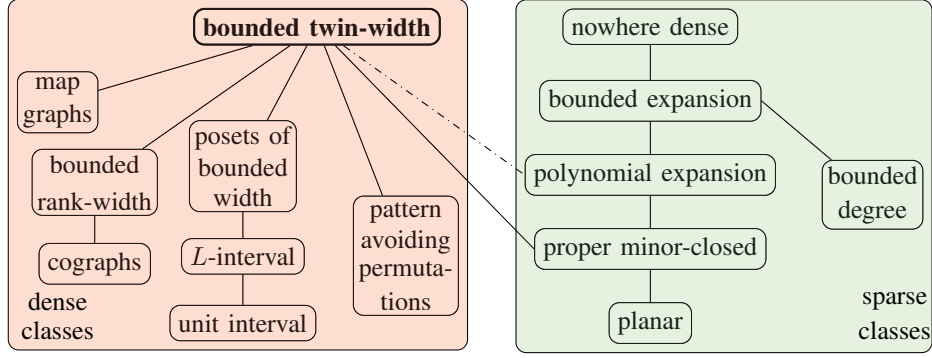 bounded twin-width
map
graphs
bounded
rank-width
cographs
dense
classes
posets of
bounded
width
L-interval
unit interval
pattern
avoiding
permuta-
tions
nowhere dense
bounded expansion
polynomial expansion
bounded
degree
proper minor-closed
planar
sparse
classes